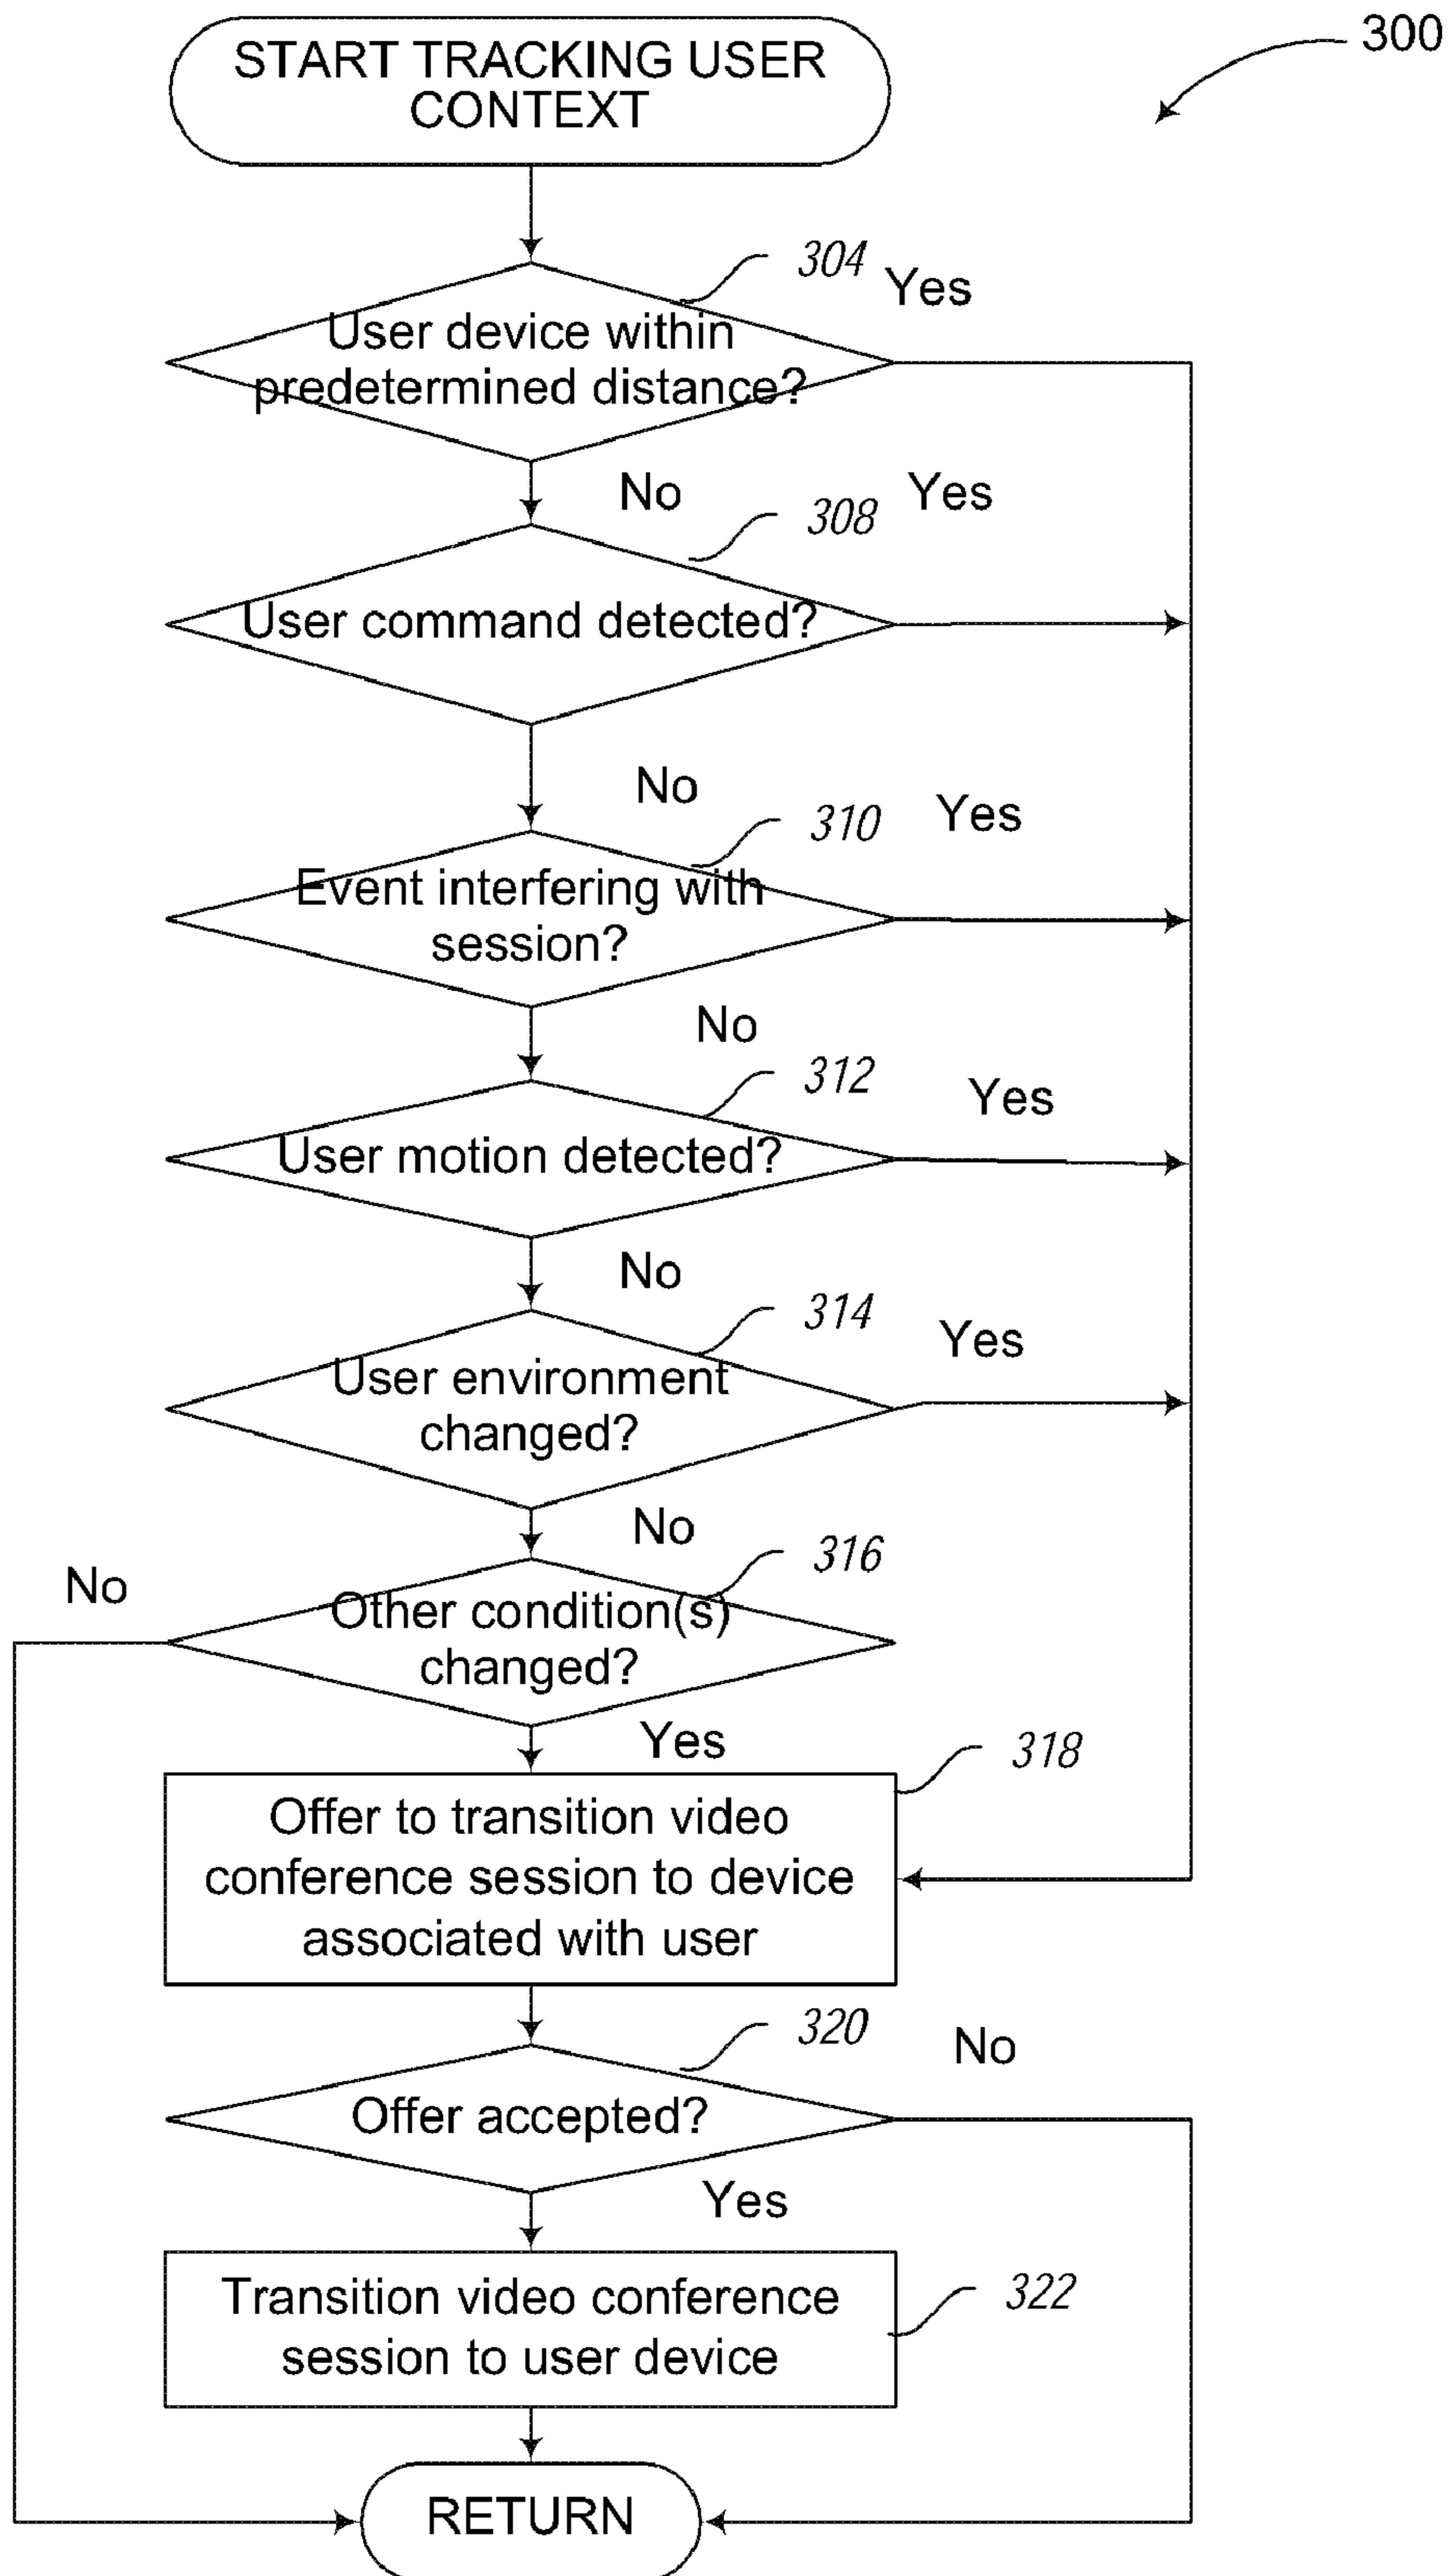 300
START TRACKING USER
CONTEXT
304
Yes
User device within
predetermined distance?
No
Yes
308
User command detected?
No
Yes
310
Event interfering with
session?
No
312
Yes
User motion detected?
No
314
Yes
User environment
changed?
No
316
No
Other condition(s)
changed?
Yes
318
Offer to transition video
conference session to device
associated with user
320
No
Offer accepted?
Yes
322
Transition video conference
session to user device
RETURN